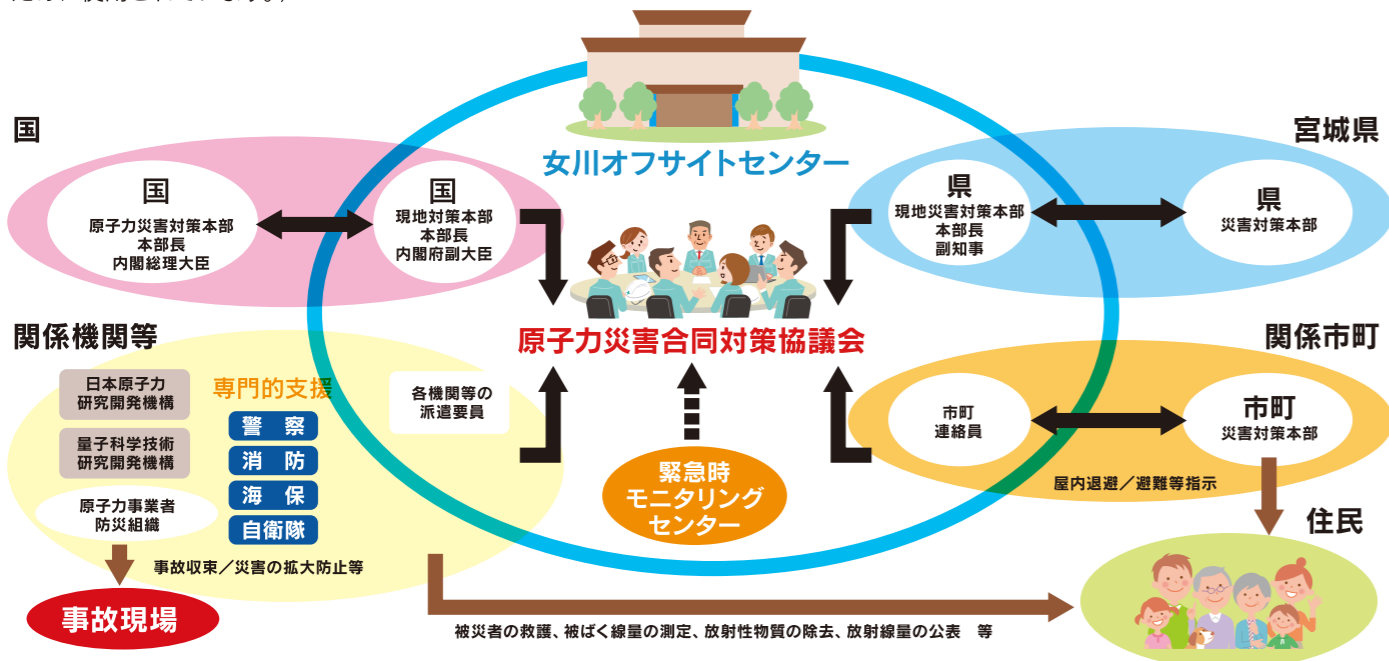 女川オフサイトセンター
国
国
原子力災害対策本部
本部長
内閣総理大臣
国
現地対策本部
本部長
内閣府副大臣
宮城県
県
現地災害対策本部
本部長
副知事
県
災害対策本部
原子力災害合同対策協議会
関係機関等
日本原子力
研究開発機構
量子科学技術
研究開発機構
原子力事業者
防災組織
専門的支援
警察
消防
海保
自衛隊
各機関等の
派遣要員
事故収束／災害の拡大防止等
事故現場
緊急時
モニタリング
センター
関係市町
市町
連絡員
市町
災害対策本部
屋内退避／避難等指示
住民
被災者の救護、被ばく線量の測定、放射性物質の除去、放射線量の公表　等